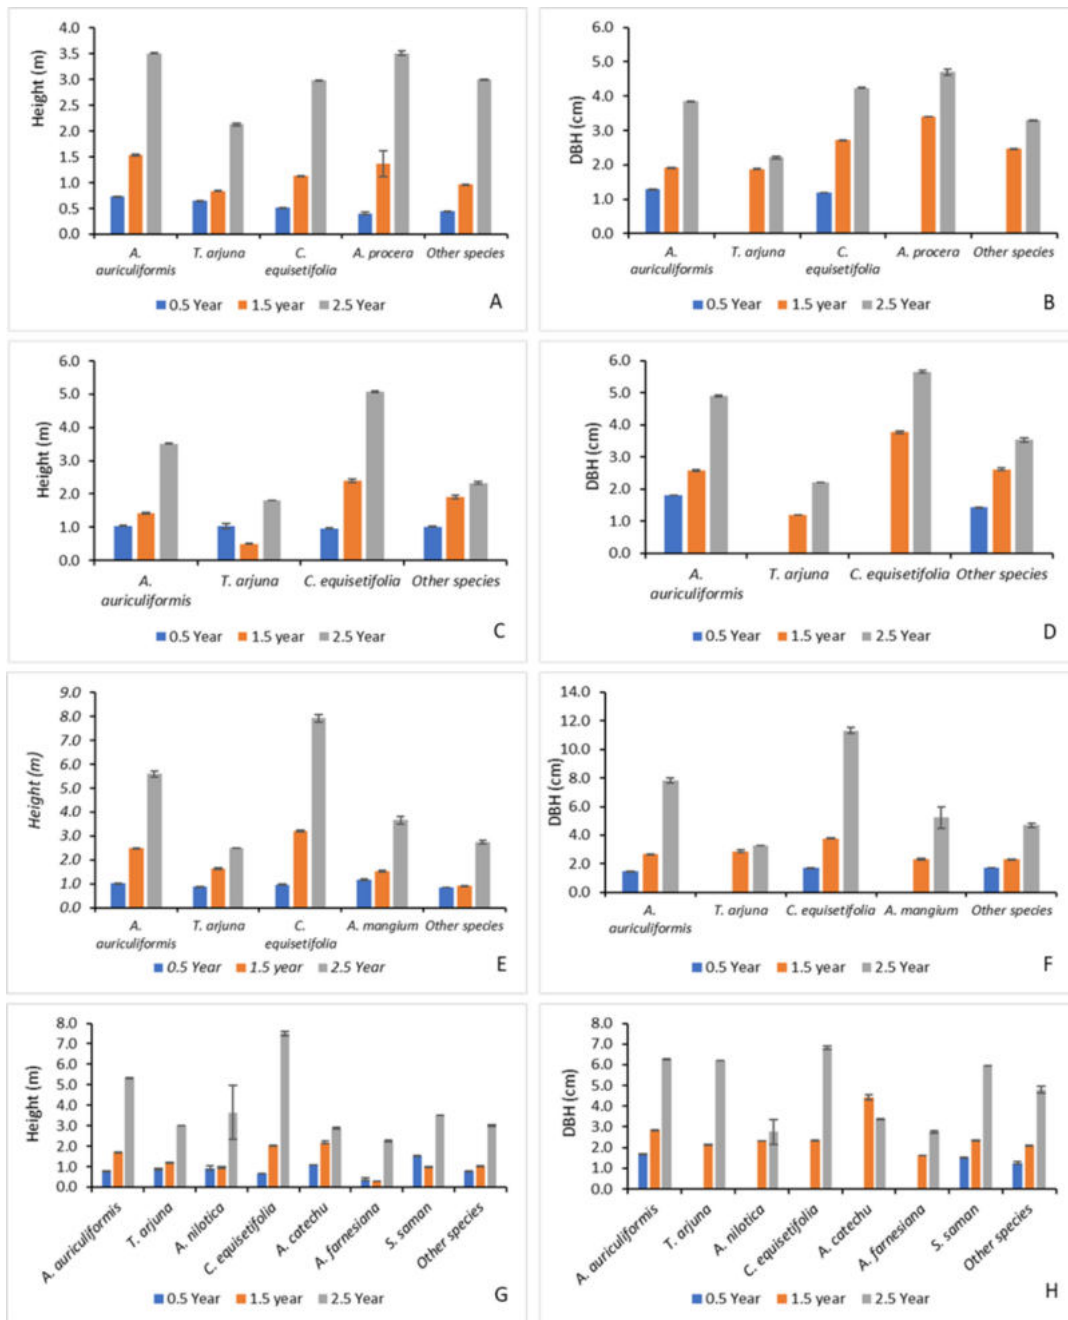 4.0
3.5
3.0
2.5
2.0
1.5
1.0
0.5
0.0
Height (m)
A. auriculiformis
T. arjuna
C. equisetifolia
A. procera
Other species
0.5 Year
1.5 year
2.5 Year
A
6.0
5.0
4.0
3.0
2.0
1.0
0.0
DBH (cm)
A. auriculiformis
T. arjuna
C. equisetifolia
A. procera
Other species
0.5 Year
1.5 year
2.5 Year
B
6.0
5.0
4.0
3.0
2.0
1.0
0.0
Height (m)
A. auriculiformis
T. arjuna
C. equisetifolia
Other species
0.5 Year
1.5 year
2.5 Year
C
6.0
5.0
4.0
3.0
2.0
1.0
0.0
DBH (cm)
A. auriculiformis
T. arjuna
C. equisetifolia
Other species
0.5 Year
1.5 year
2.5 Year
D
9.0
8.0
7.0
6.0
5.0
4.0
3.0
2.0
1.0
0.0
Height (m)
A. auriculiformis
T. arjuna
C. equisetifolia
A. mangium
Other species
0.5 Year
1.5 year
2.5 Year
E
14.0
12.0
10.0
8.0
6.0
4.0
2.0
0.0
DBH (cm)
A. auriculiformis
T. arjuna
C. equisetifolia
A. mangium
Other species
0.5 Year
1.5 year
2.5 Year
F
8.0
7.0
6.0
5.0
4.0
3.0
2.0
1.0
0.0
Height (m)
A. auriculiformis
T. arjuna
A. nilotica
C. equisetifolia
A. catechu
A. farnesiana
S. saman
Other species
0.5 Year
1.5 year
2.5 Year
G
8.0
7.0
6.0
5.0
4.0
3.0
2.0
1.0
0.0
DBH (cm)
A. auriculiformis
T. arjuna
A. nilotica
C. equisetifolia
A. catechu
A. farnesiana
S. saman
Other species
0.5 Year
1.5 year
2.5 Year
H